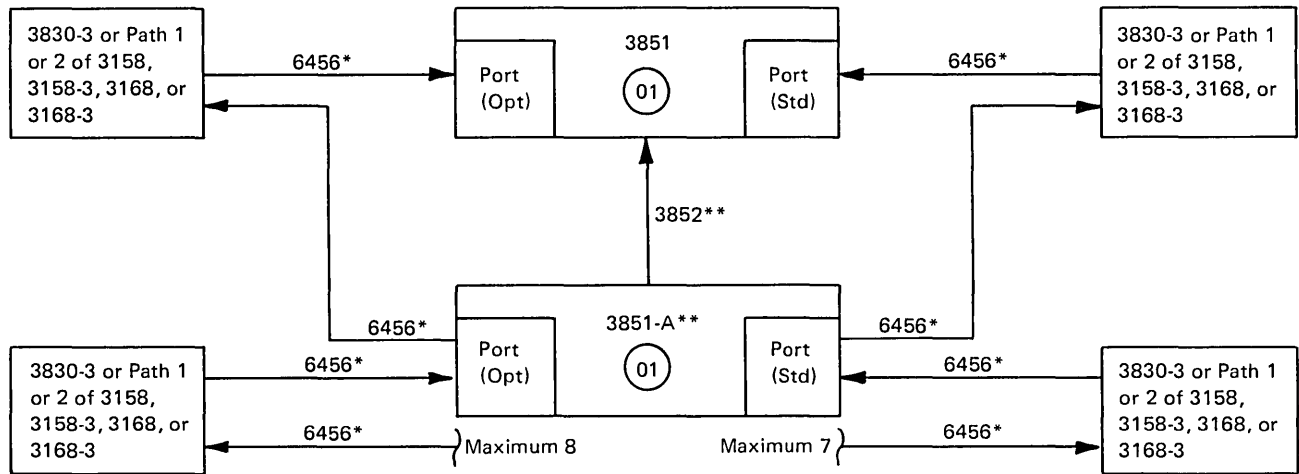 3830-3 or Path 1
or 2 of 3158,
3158-3, 3168, or
3168-3
6456*
3851
Port
(Opt)
01
Port
(Std)
6456*
3830-3 or Path 1
or 2 of 3158,
3158-3, 3168, or
3168-3
3852**
6456*
3851-A**
Port
(Opt)
01
Port
(Std)
6456*
3830-3 or Path 1
or 2 of 3158,
3158-3, 3168, or
3168-3
6456*
6456*
Maximum 8
Maximum 7
6456*
6456*
3830-3 or Path 1
or 2 of 3158,
3158-3, 3168, or
3168-3